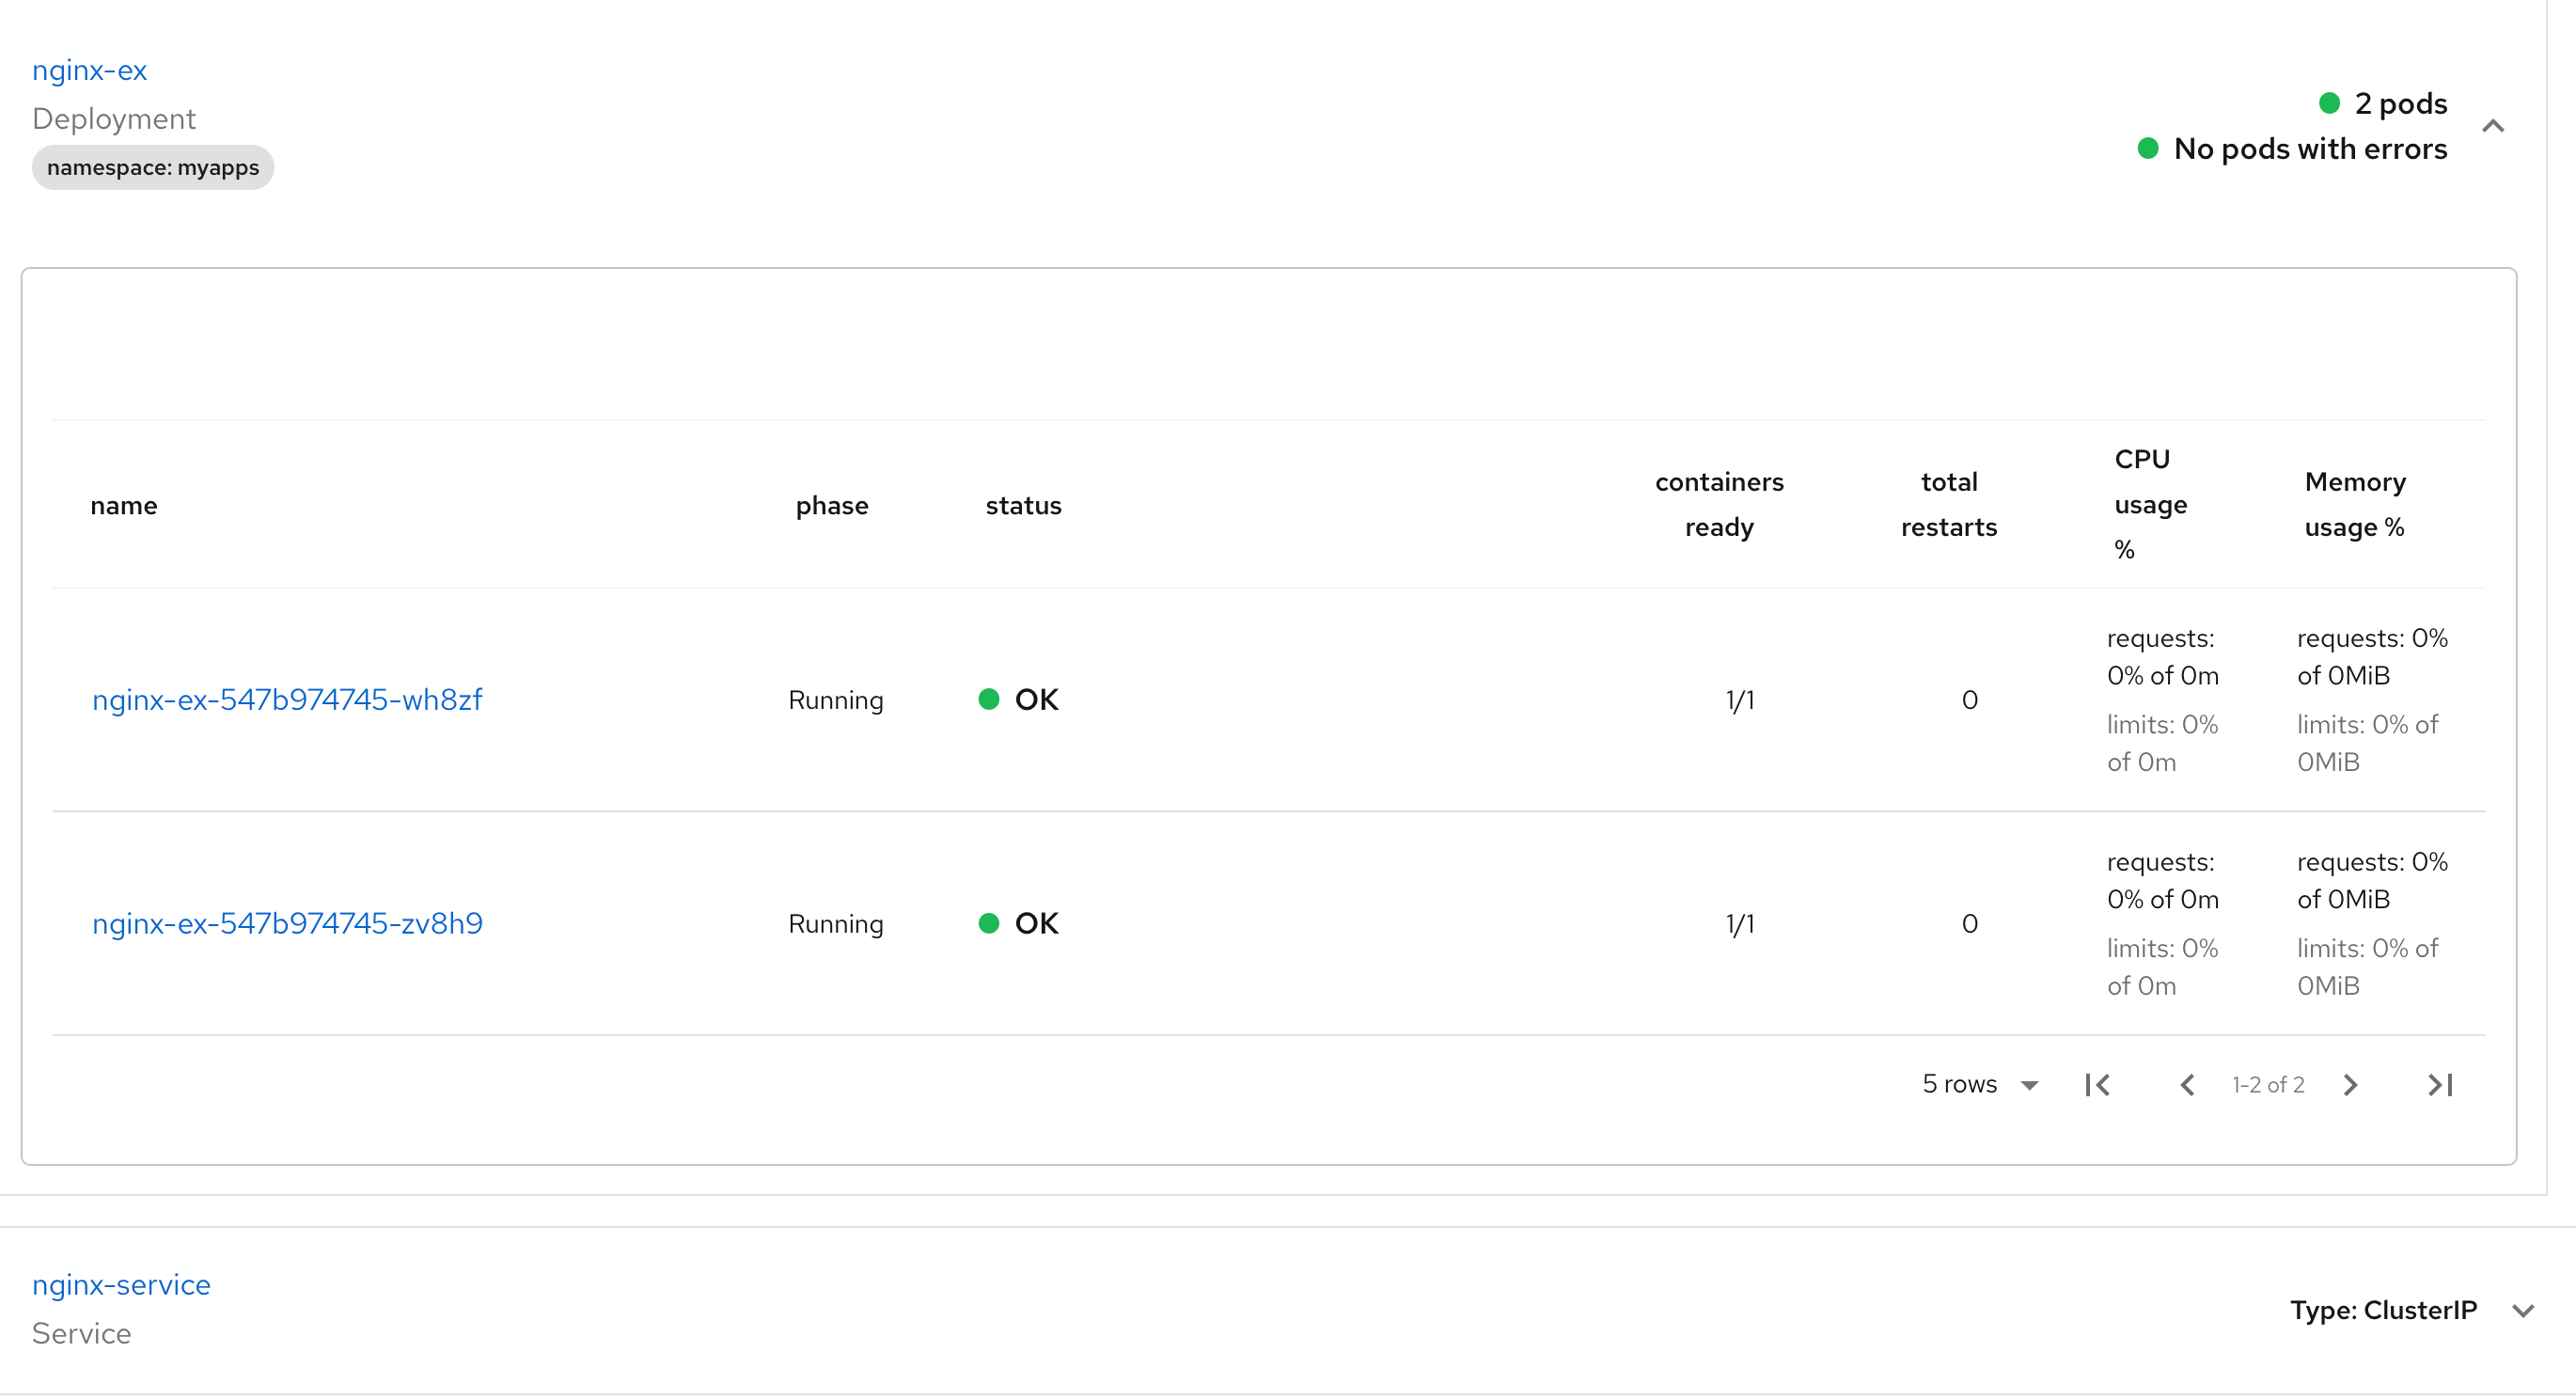 nginx-ex
Deployment
namespace: myapps
2 pods
No pods with errors
name
phase
status
containers
ready
total
restarts
CPU
usage
%
Memory
usage %
nginx-ex-547b974745-wh8zf
Running
OK
1/1
0
requests:
0% of 0m
limits: 0%
of 0m
requests: 0%
of 0MiB
limits: 0% of
0MiB
nginx-ex-547b974745-zv8h9
Running
OK
1/1
0
requests:
0% of 0m
limits: 0%
of 0m
requests: 0%
of 0MiB
limits: 0% of
0MiB
5 rows
1-2 of 2
nginx-service
Service
Type: ClusterIP